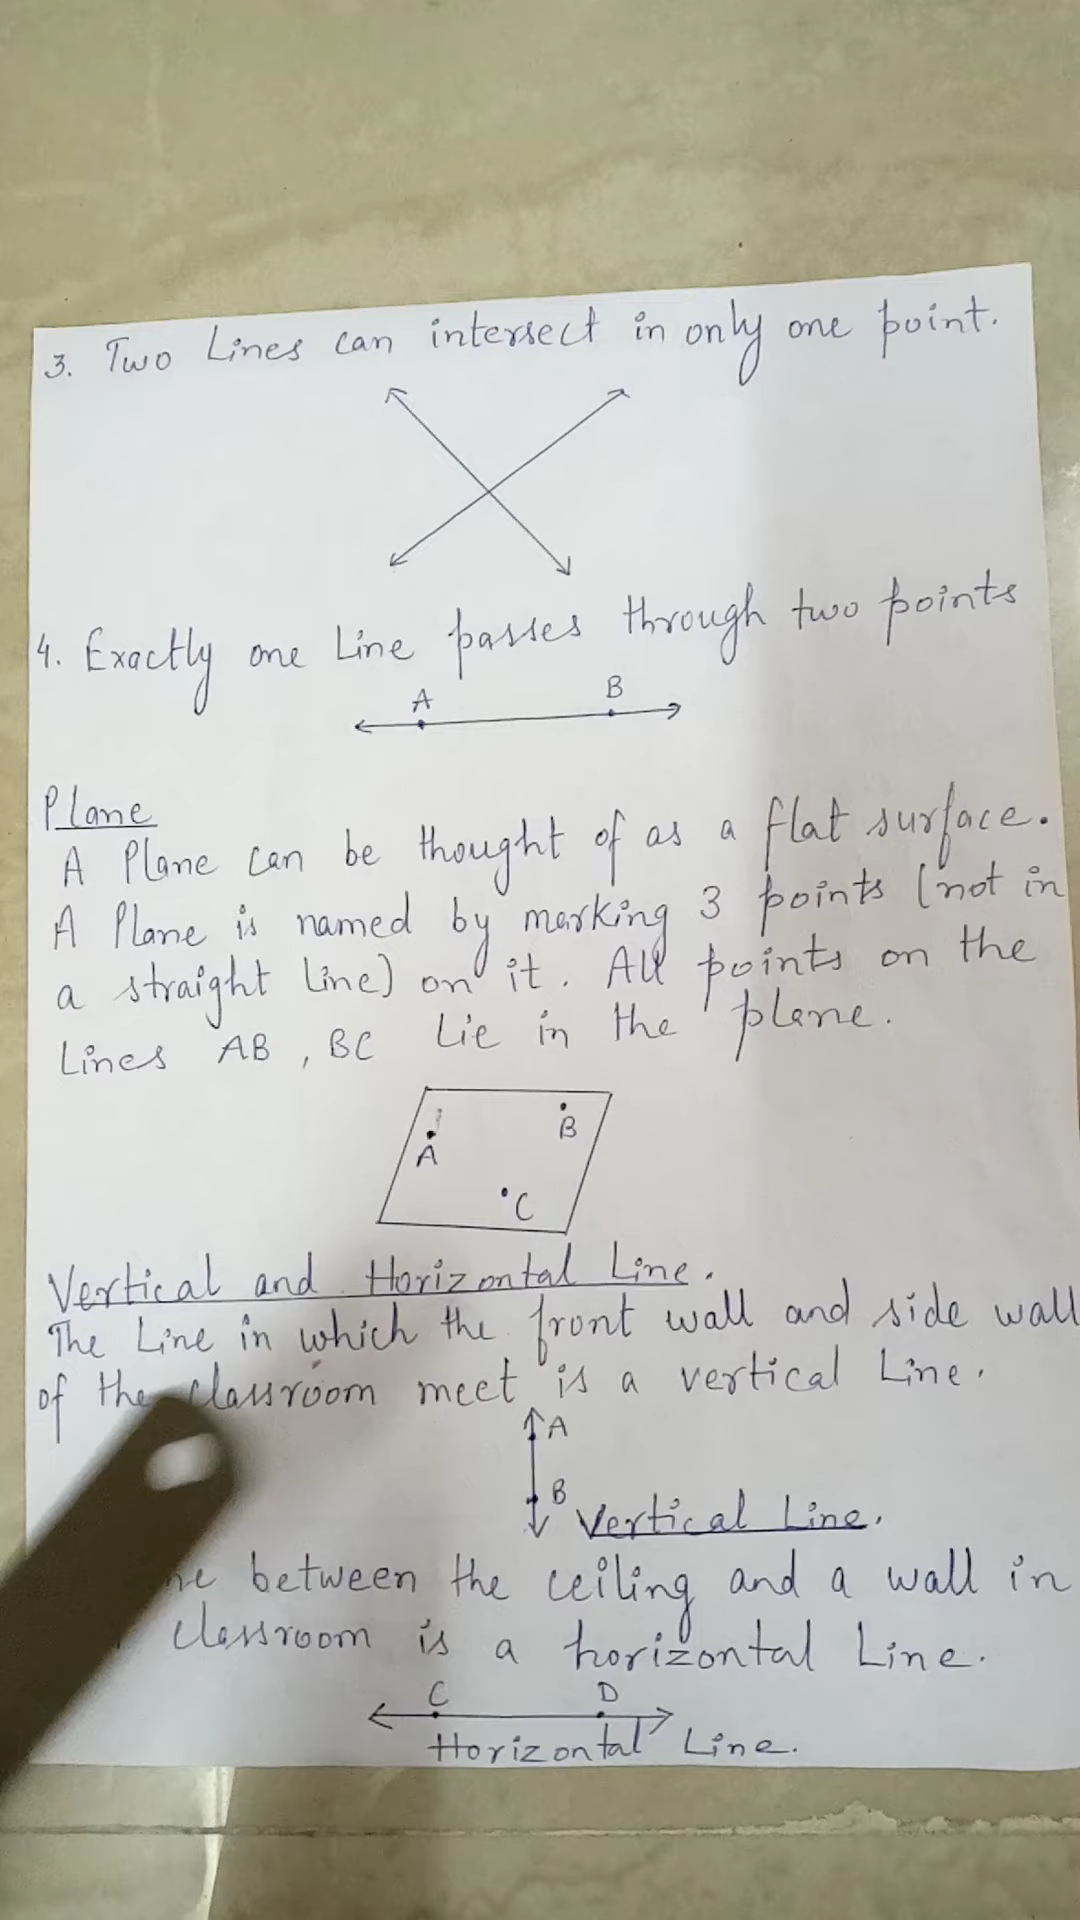 3. Two Lines can intersect in only one point.
4. Exactly one Line passes through two points
A B
Plane
A Plane can be thought of as a flat surface.
A Plane is named by marking 3 points (not in
a straight line) on it. All points on the
Lines AB, BC Lie in the plane.
A B
C
Vertical and Horizontal Line.
The Line in which the front wall and side wall
of the classroom meet is a vertical Line.
A
B Vertical Line.
between the ceiling and a wall in
classroom is a horizontal Line.
C D
Horizontal Line.